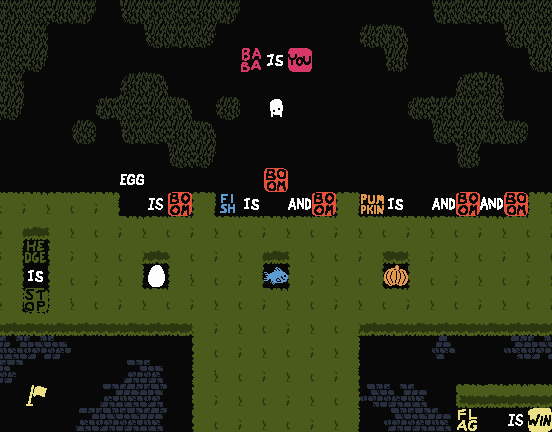 BABA IS YOU
BOOM
EGG
IS BOOM FISH IS AND BOOM PUMPKIN IS AND BOOM AND BOOM
HEDGE
IS
STOP
FLAG IS WIN